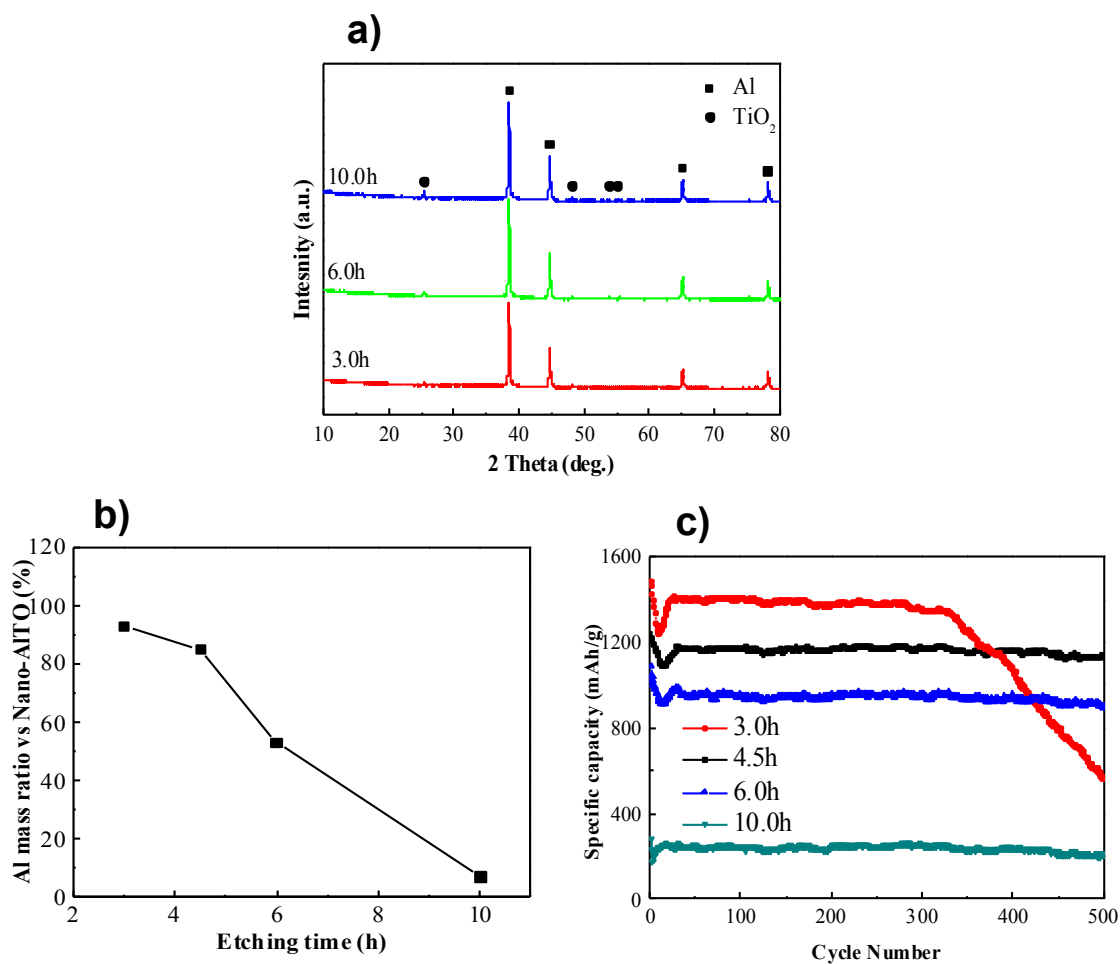 a)
Al
TiO₂
10.0h
6.0h
3.0h
Intesnity (a.u.)
10 20 30 40 50 60 70 80
2 Theta (deg.)
b)
120
100
80
60
40
20
0
Al mass ratio vs Nano-AlTO (%)
2 4 6 8 10
Etching time (h)
c)
1600
1200
900
400
0
Specific capacity (mAh/g)
3.0h
4.5h
6.0h
10.0h
0 100 200 300 400 500
Cycle Number